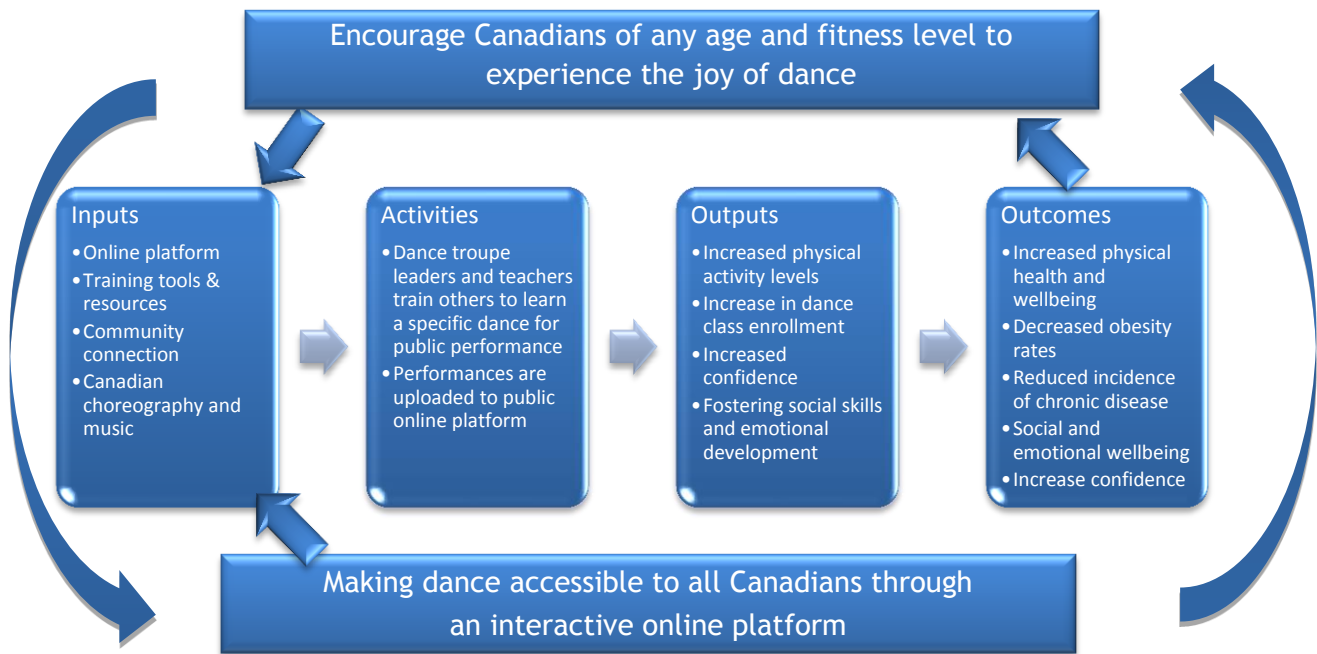 Encourage Canadians of any age and fitness level to
experience the joy of dance
Inputs
•Online platform
•Training tools &
resources
•Community
connection
•Canadian
choreography and
music
Activities
•Dance troupe
leaders and teachers
train others to learn
a specific dance for
public performance
•Performances are
uploaded to public
online platform
Outputs
•Increased physical
activity levels
•Increase in dance
class enrollment
•Increased
confidence
•Fostering social skills
and emotional
development
Outcomes
•Increased physical
health and
wellbeing
•Decreased obesity
rates
•Reduced incidence
of chronic disease
•Social and
emotional wellbeing
•Increase confidence
Making dance accessible to all Canadians through
an interactive online platform